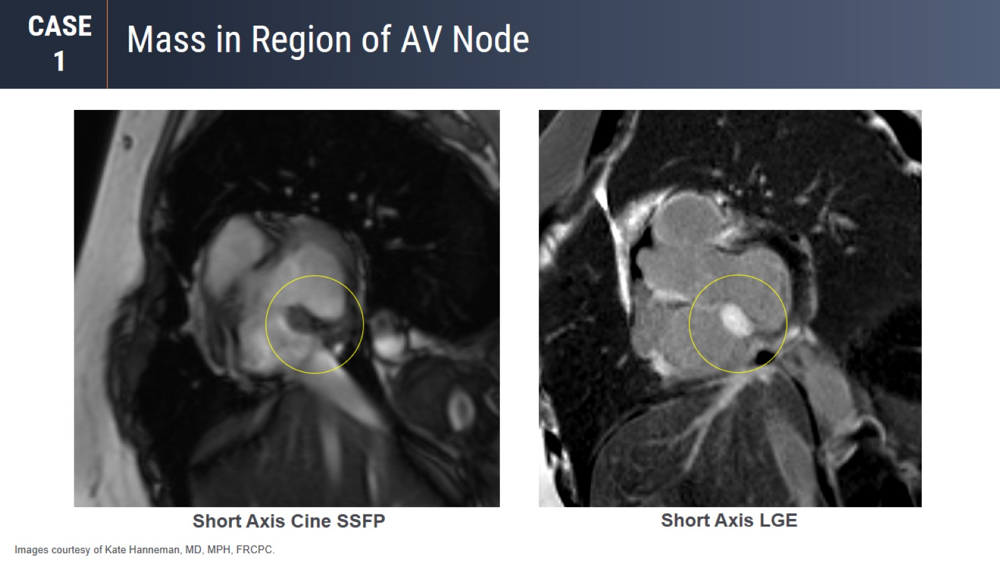 CASE
1
Mass in Region of AV Node
Short Axis Cine SSFP
Short Axis LGE
Images courtesy of Kate Hanneman, MD, MPH, FRCPC.